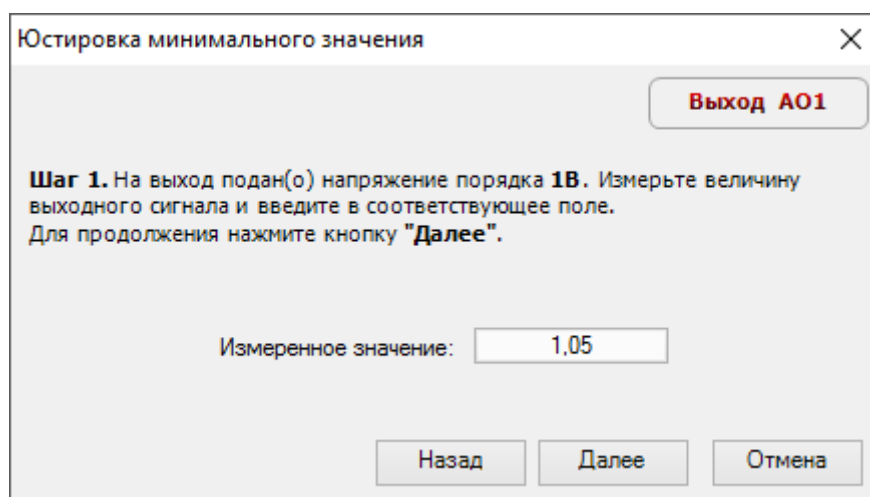 Юстировка минимального значения
Выход АО1
Шаг 1. На выход подан(о) напряжение порядка 1В. Измерьте величину
выходного сигнала и введите в соответствующее поле.
Для продолжения нажмите кнопку "Далее".
Измеренное значение: 1,05
Назад Далее Отмена